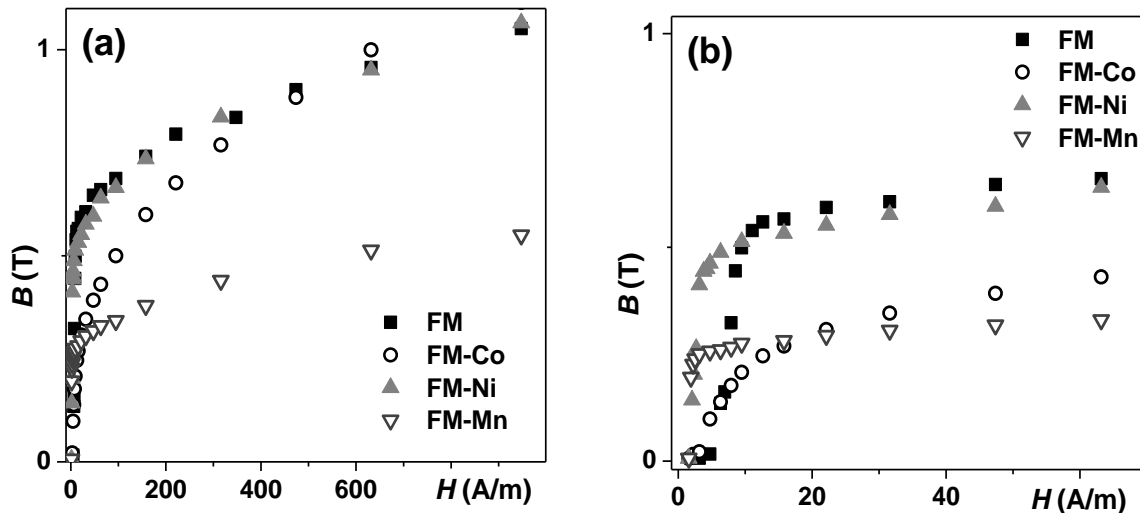 (a)
1
B (T)
0
FM
FM-Co
FM-Ni
FM-Mn
0 200 400 600 H (A/m)
(b)
1
B (T)
0
FM
FM-Co
FM-Ni
FM-Mn
0 20 40 H (A/m)